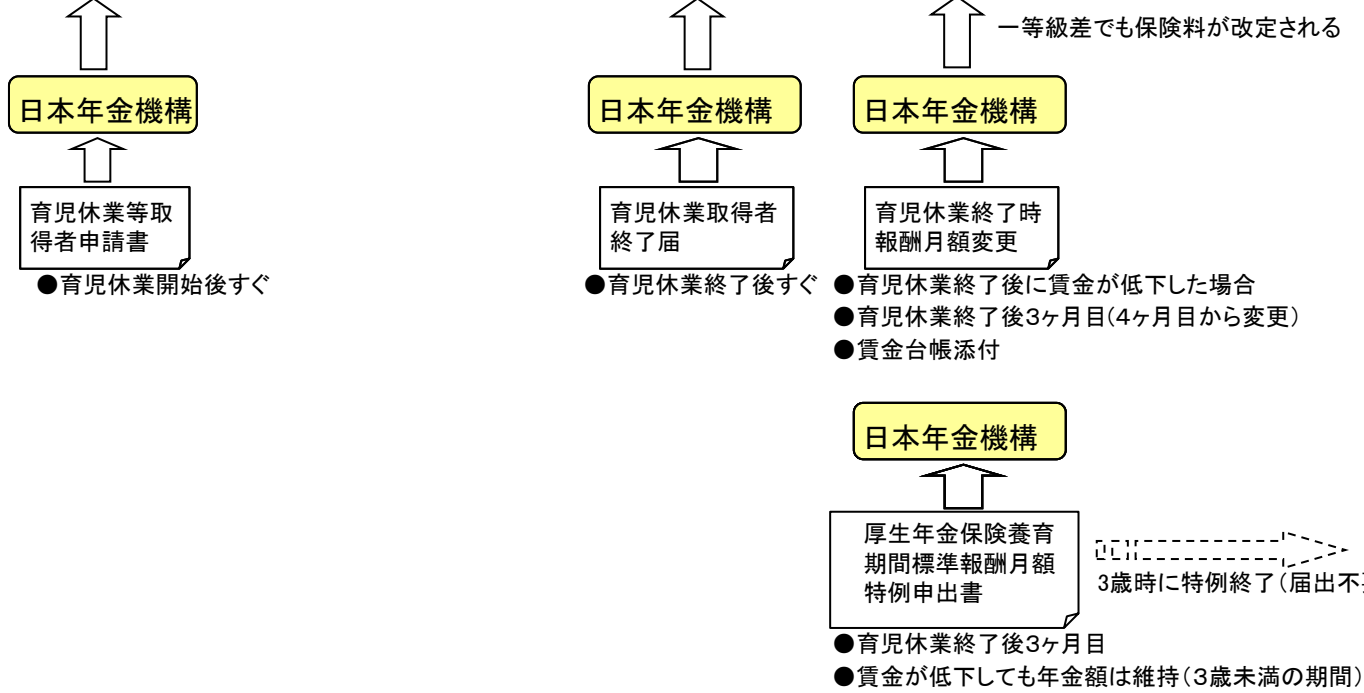 一等級差でも保険料が改定される
日本年金機構
日本年金機構
日本年金機構
育児休業等取
得者申請書
育児休業取得者
終了届
育児休業終了時
報酬月額変更
●育児休業開始後すぐ
●育児休業終了後すぐ
●育児休業終了後に賃金が低下した場合
●育児休業終了後3ヶ月目(4ヶ月目から変更)
●賃金台帳添付
日本年金機構
厚生年金保険養育
期間標準報酬月額
特例申出書
3歳時に特例終了(届出不
●育児休業終了後3ヶ月目
●賃金が低下しても年金額は維持(3歳未満の期間)